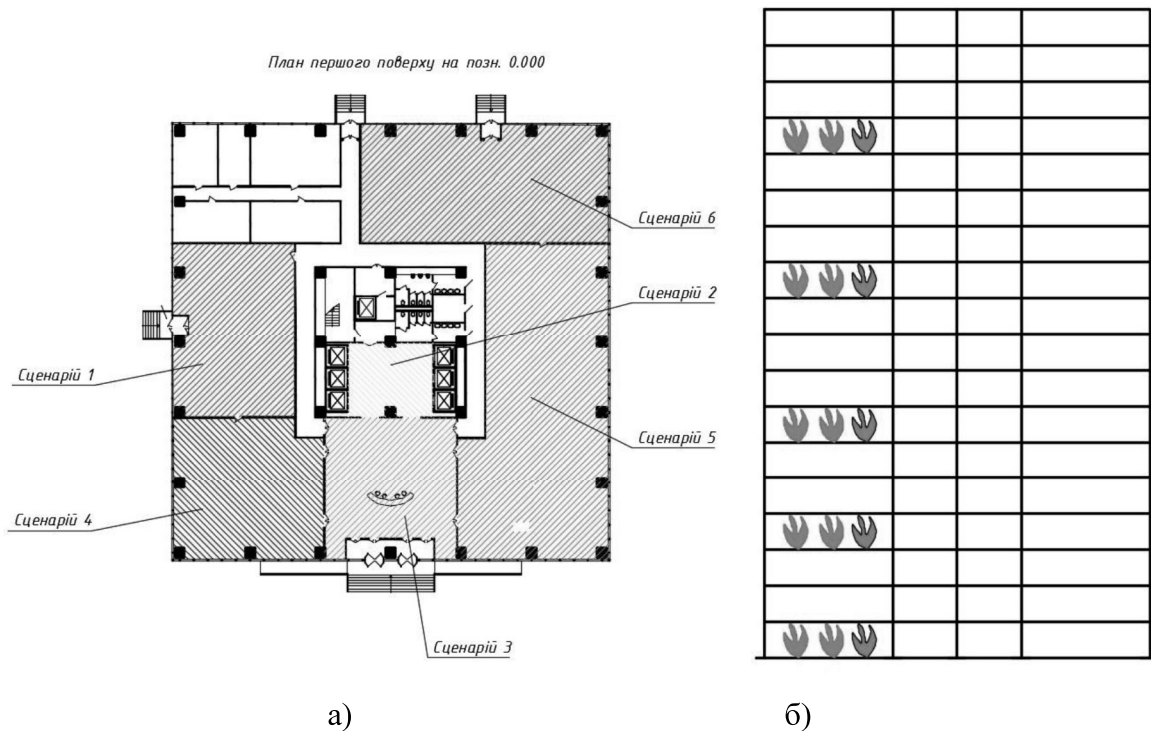 План першого поверху на позн. 0.000
Сценарій 6
Сценарій 2
Сценарій 1
Сценарій 5
Сценарій 4
Сценарій 3
а)
б)